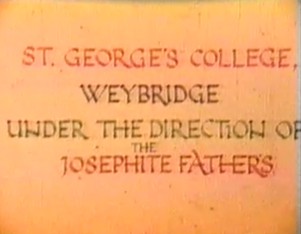 ST. GEORGE'S COLLEGE,
WEYBRIDGE
UNDER THE DIRECTION OF
THE
JOSEPHITE FATHERS